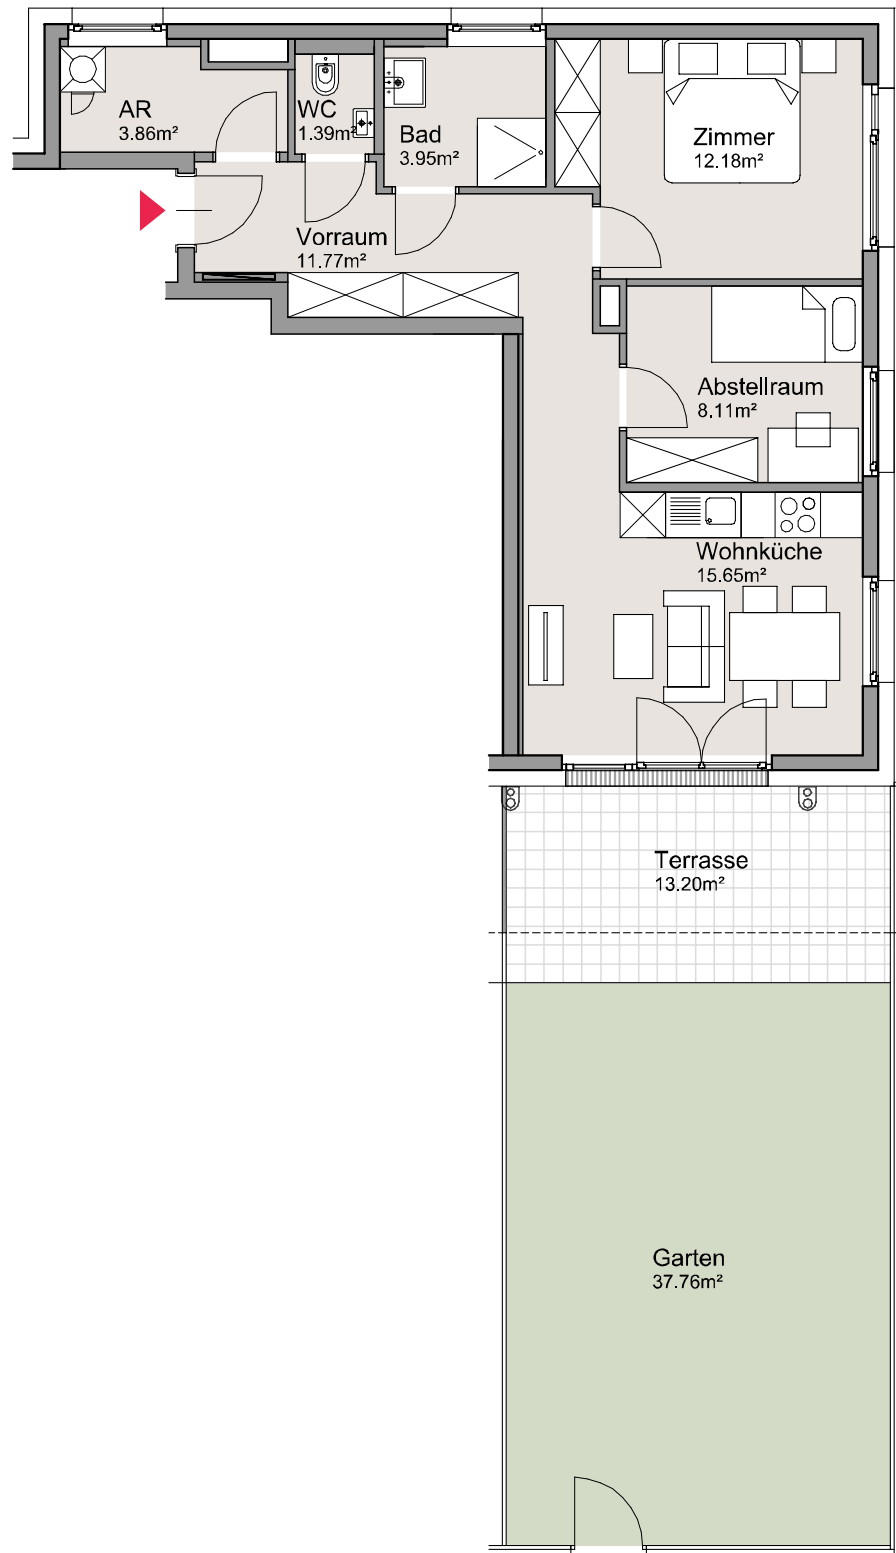 AR
3.86m²
WC
1.39m²
Bad
3.95m²
Zimmer
12.18m²
Vorraum
11.77m²
Abstellraum
8.11m²
Wohnküche
15.65m²
Terrasse
13.20m²
Garten
37.76m²